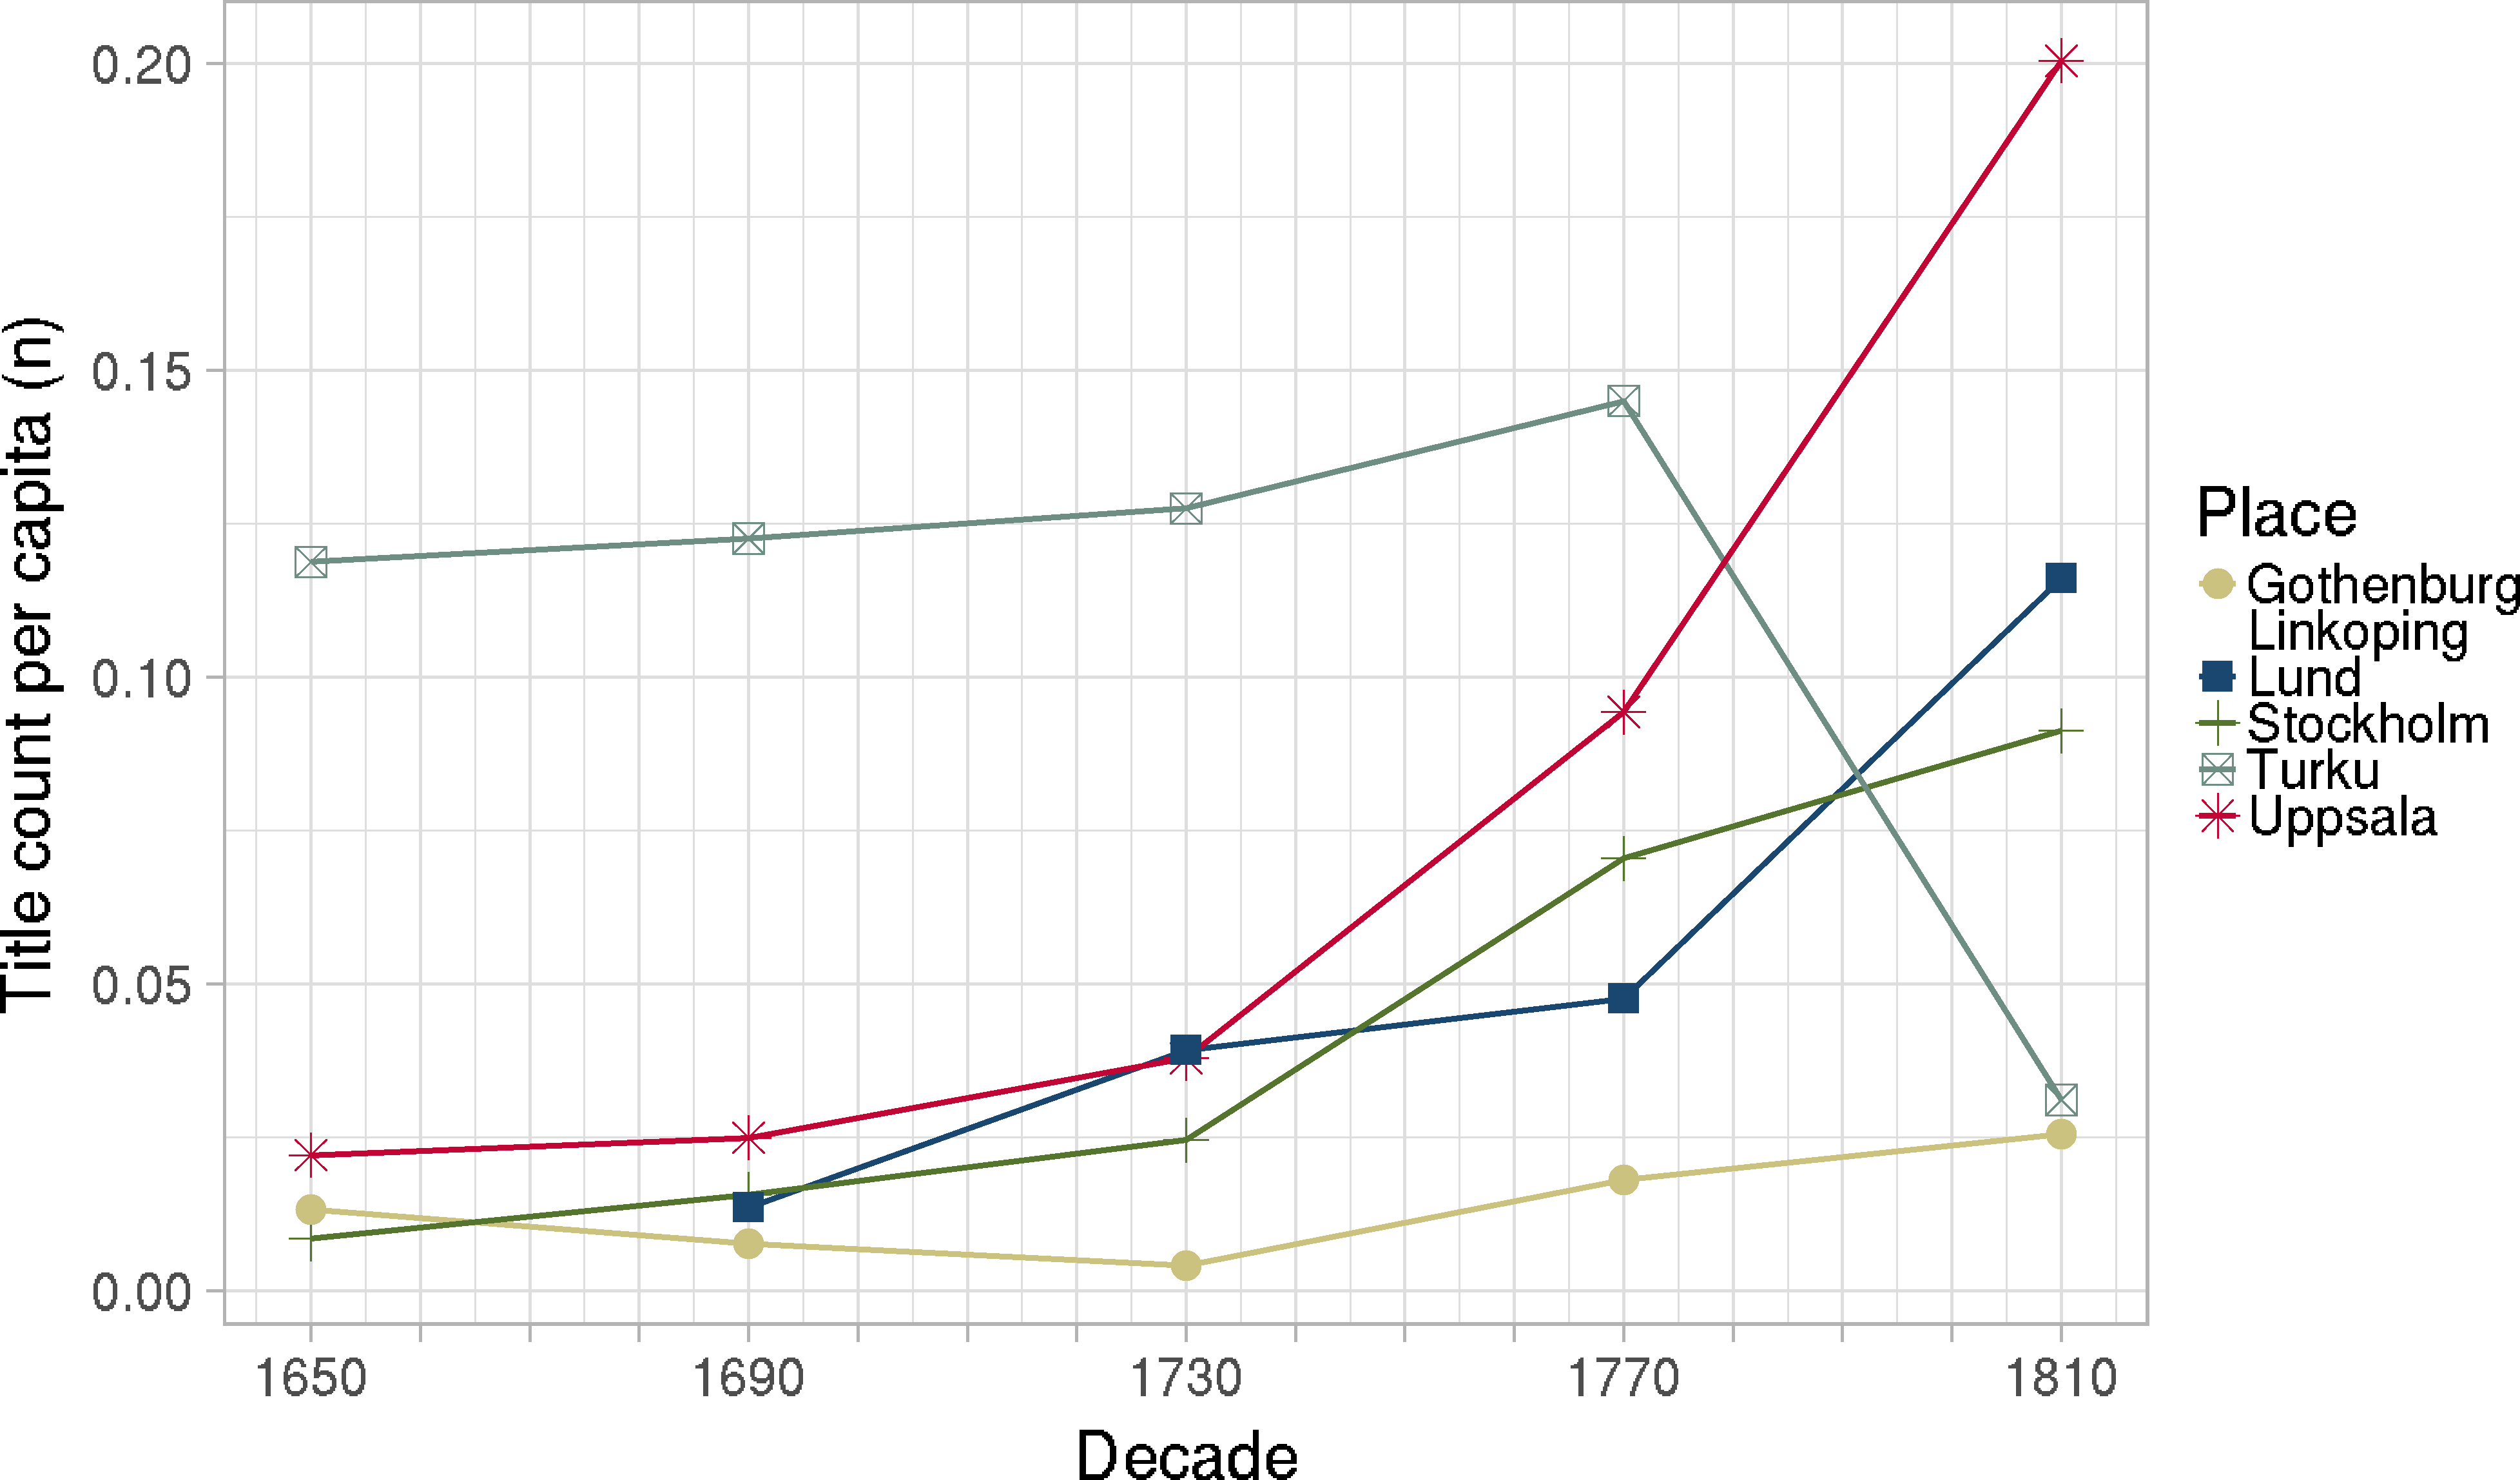 Title count per capita (n)
0.20
0.15
0.10
0.05
0.00
1650 1690 1730 1770 1810
Decade
Place
Gothenburg
Linkoping
Lund
Stockholm
Turku
Uppsala